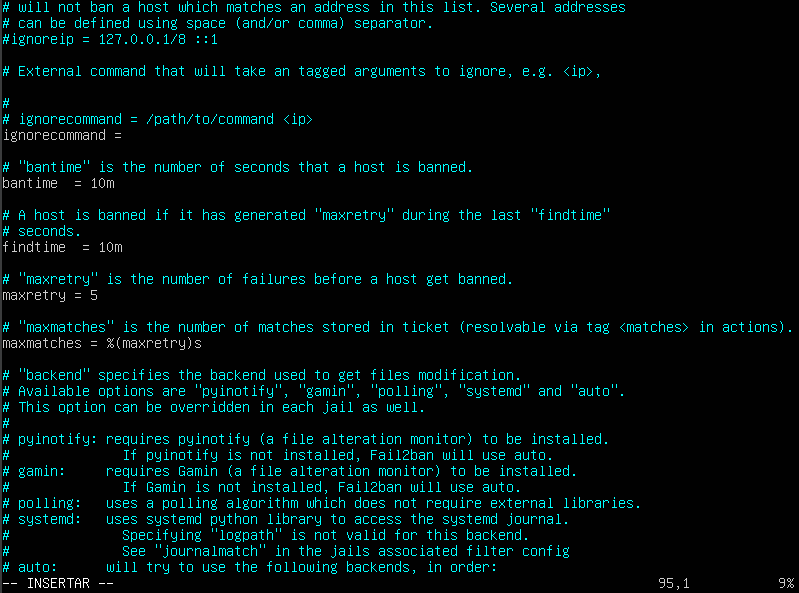 # will not ban a host which matches an address in this list. Several addresses
# can be defined using space (and/or comma) separator.
#ignoreip = 127.0.0.1/8 ::1
# External command that will take an tagged arguments to ignore, e.g. <ip>,
#
# ignorecommand = /path/to/command <ip>
ignorecommand =
# "bantime" is the number of seconds that a host is banned.
bantime  = 10m
# A host is banned if it has generated "maxretry" during the last "findtime"
# seconds.
findtime  = 10m
# "maxretry" is the number of failures before a host get banned.
maxretry = 5
# "maxmatches" is the number of matches stored in ticket (resolvable via tag <matches> in actions).
maxmatches = %(maxretry)s
# "backend" specifies the backend used to get files modification.
# Available options are "pyinotify", "gamin", "polling", "systemd" and "auto".
# This option can be overridden in each jail as well.
#
# pyinotify: requires pyinotify (a file alteration monitor) to be installed.
#              If pyinotify is not installed, Fail2ban will use auto.
# gamin:     requires Gamin (a file alteration monitor) to be installed.
#              If Gamin is not installed, Fail2ban will use auto.
# polling:   uses a polling algorithm which does not require external libraries.
# systemd:   uses systemd python library to access the systemd journal.
#              Specifying "logpath" is not valid for this backend.
#              See "journalmatch" in the jails associated filter config
# auto:      will try to use the following backends, in order:
-- INSERTAR --                                                                    95,1           9%